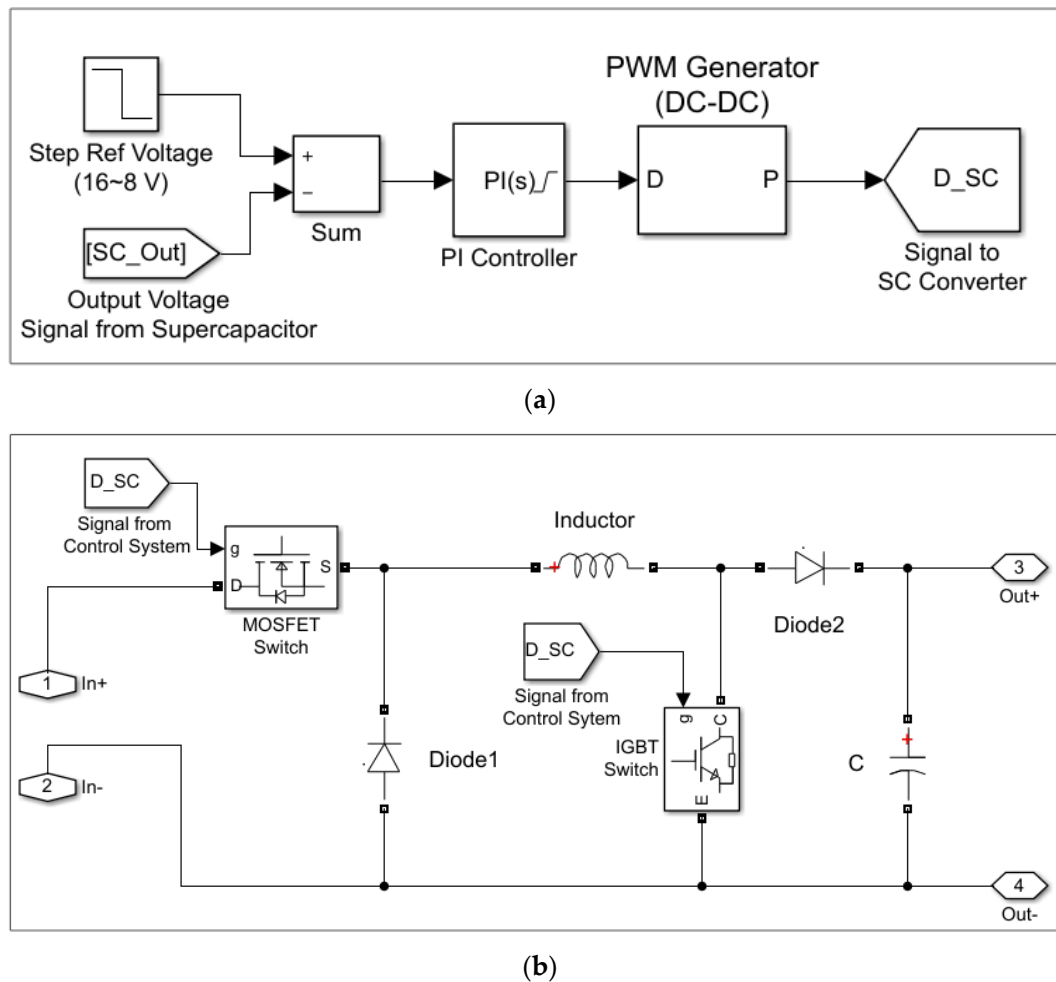 PWM Generator
(DC-DC)
Step Ref Voltage
(16~8 V)
+
−
Sum
PI(s)
PI Controller
D
P
D_SC
Signal to
SC Converter
[SC_Out]
Output Voltage
Signal from Supercapacitor
(a)
D_SC
Signal from
Control System
g
D
S
MOSFET
Switch
Inductor
+
Diode2
3
Out+
1
In+
2
In-
Diode1
D_SC
Signal from
Control Sytem
g
C
E
IGBT
Switch
+
C
4
Out-
(b)